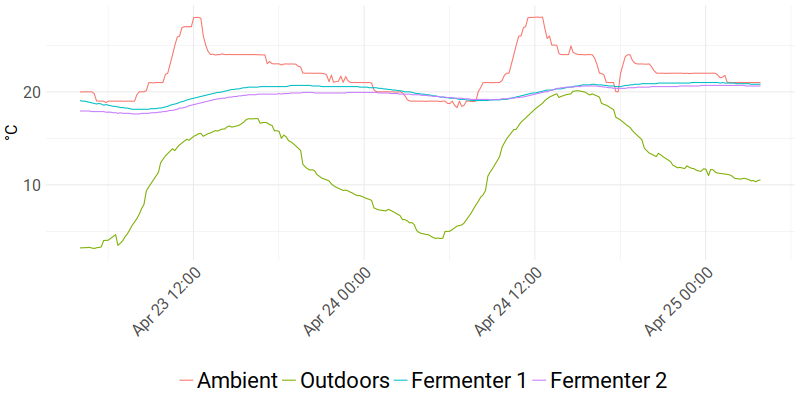 °C
20
10
Apr 23 12:00
Apr 24 00:00
Apr 24 12:00
Apr 25 00:00
Ambient Outdoors Fermenter 1 Fermenter 2